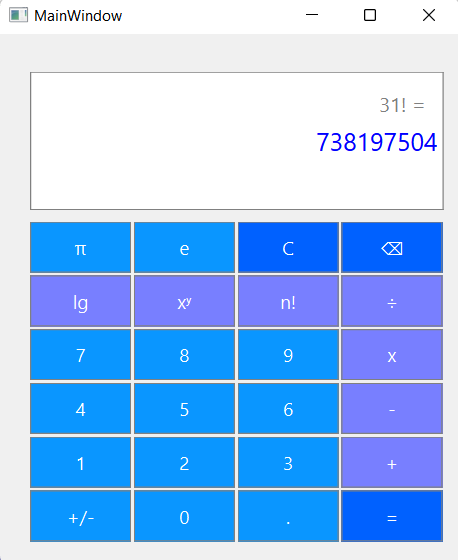 MainWindow
31! =
738197504
π e C ⌫
lg xʸ n! ÷
7 8 9 x
4 5 6 -
1 2 3 +
+/- 0 . =